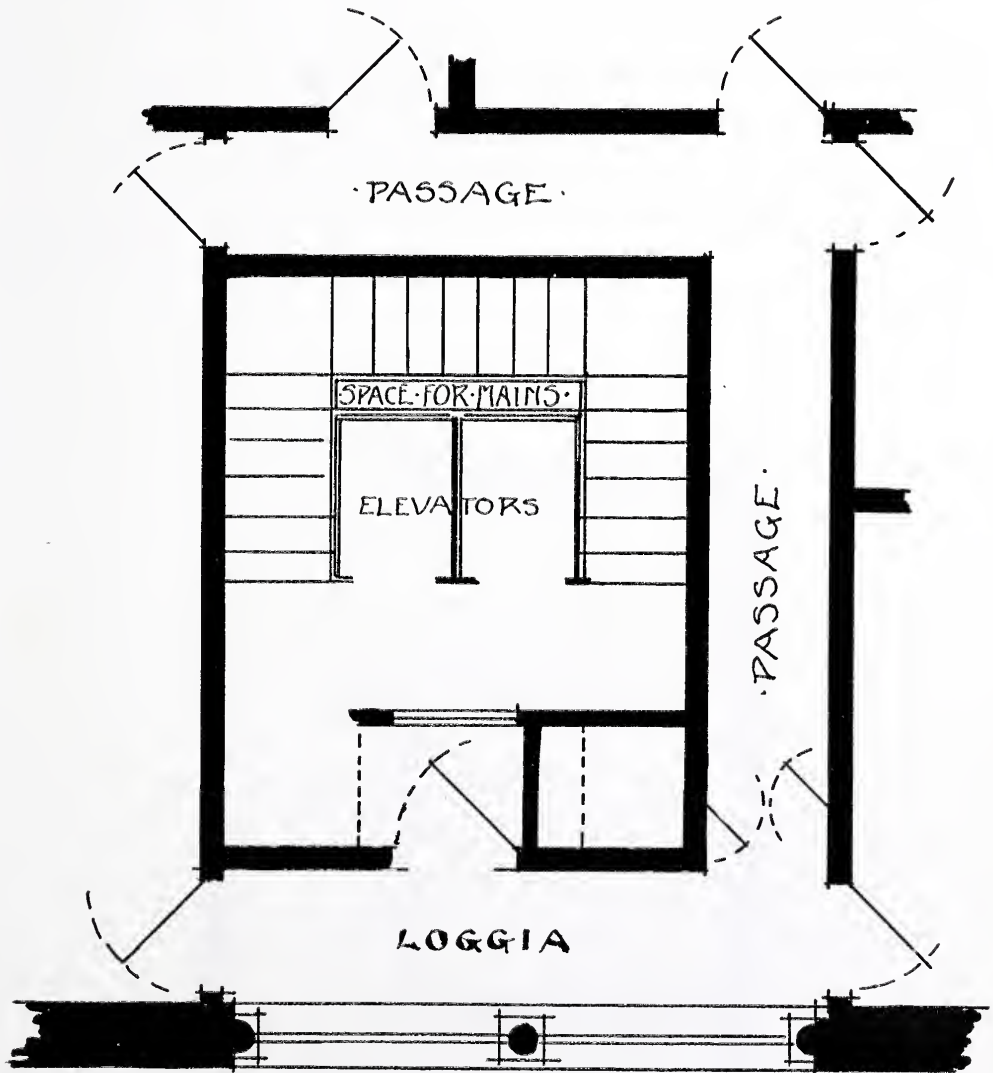 ·PASSAGE·
SPACE·FOR·MAINS·
ELEVATORS
·PASSAGE·
LOGGIA